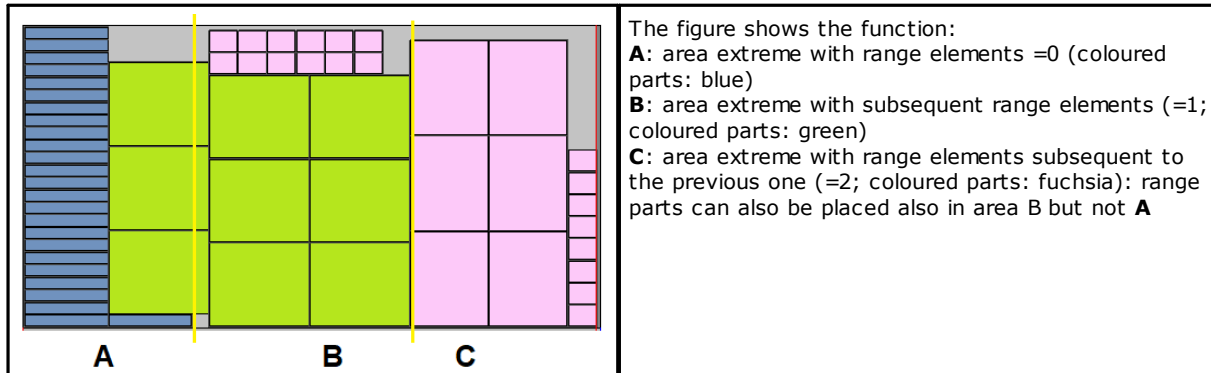 A
B
C
The figure shows the function:
A: area extreme with range elements =0 (coloured
parts: blue)
B: area extreme with subsequent range elements (=1;
coloured parts: green)
C: area extreme with range elements subsequent to
the previous one (=2; coloured parts: fuchsia): range
parts can also be placed also in area B but not A